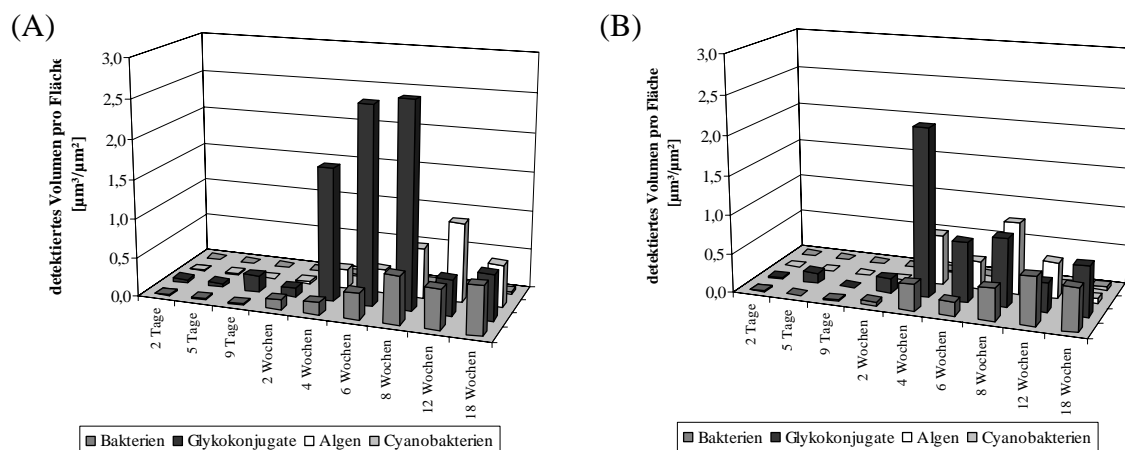 (A)
detektiertes Volumen pro Fläche
[µm³/µm²]
3,0
2,5
2,0
1,5
1,0
0,5
0,0
2 Tage
5 Tage
9 Tage
2 Wochen
4 Wochen
6 Wochen
8 Wochen
12 Wochen
18 Wochen
Bakterien Glykokonjugate Algen Cyanobakterien
(B)
detektiertes Volumen pro Fläche
[µm³/µm²]
3,0
2,5
2,0
1,5
1,0
0,5
0,0
2 Tage
5 Tage
9 Tage
2 Wochen
4 Wochen
6 Wochen
8 Wochen
12 Wochen
18 Wochen
Bakterien Glykokonjugate Algen Cyanobakterien